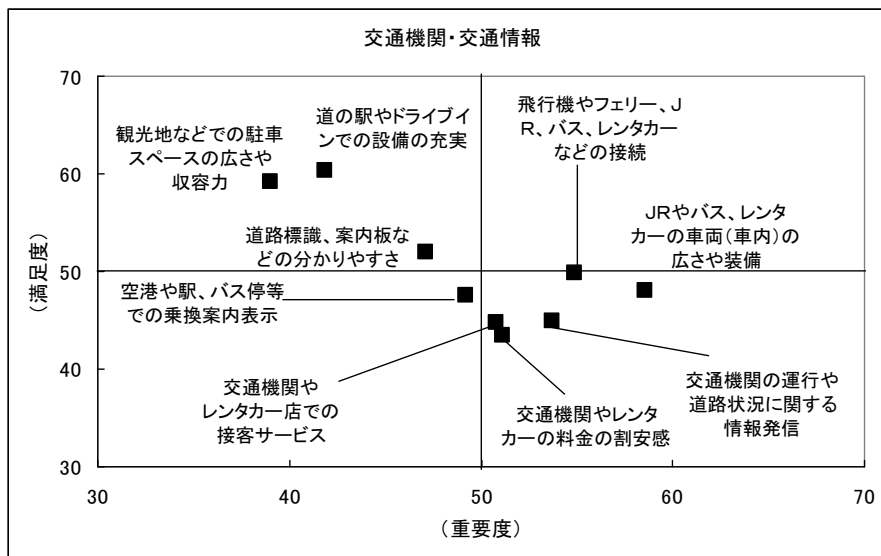 交通機関・交通情報
70
60
50
40
30
30
40
50
60
70
（満足度）
（重要度）
観光地などでの駐車
スペースの広さや
収容力
道の駅やドライブイ
ンでの設備の充実
飛行機やフェリー、J
R、バス、レンタカー
などの接続
道路標識、案内板な
どの分かりやすさ
JRやバス、レンタ
カーの車両（車内）の
広さや装備
空港や駅、バス停等
での乗換案内表示
交通機関や
レンタカー店での
接客サービス
交通機関やレンタ
カーの料金の割安感
交通機関の運行や
道路状況に関する
情報発信